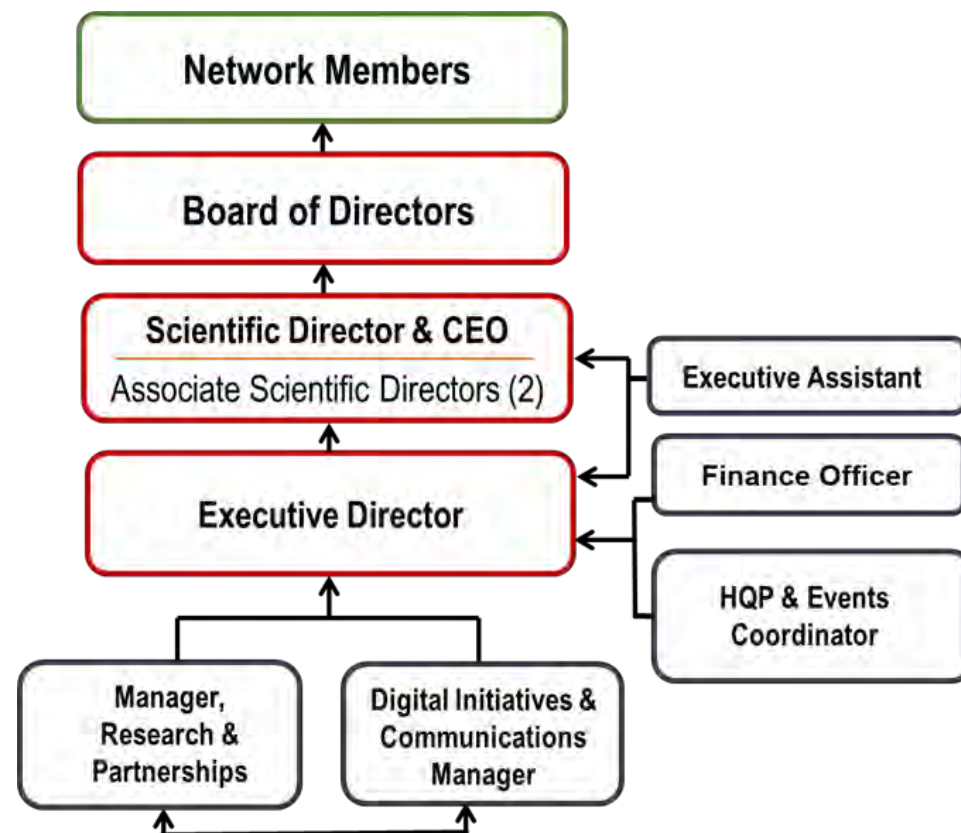 Network Members
Board of Directors
Scientific Director & CEO
Associate Scientific Directors (2)
Executive Assistant
Finance Officer
Executive Director
HQP & Events
Coordinator
Manager,
Research &
Partnerships
Digital Initiatives &
Communications
Manager